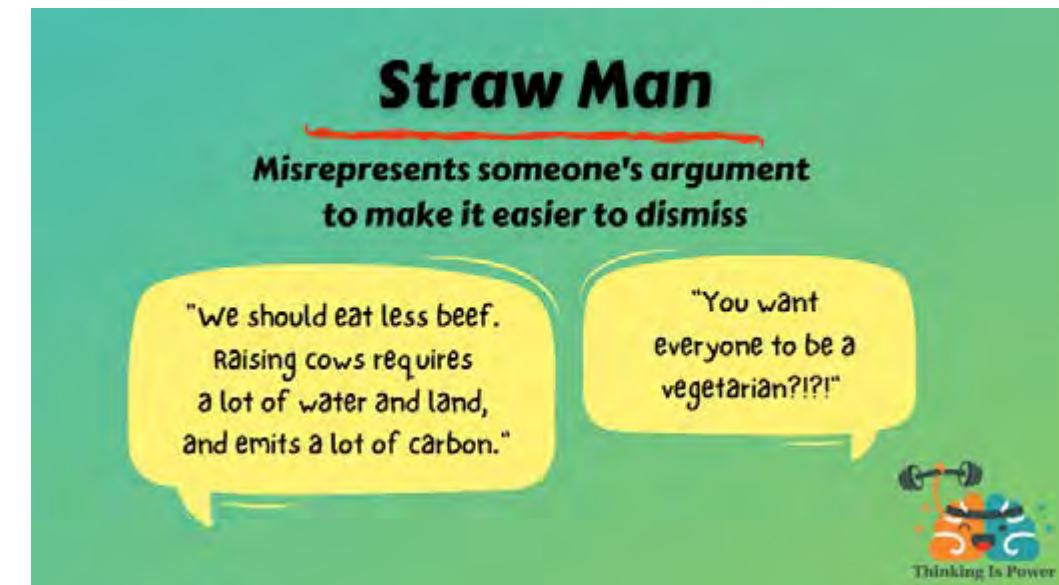 Straw Man
Misrepresents someone's argument
to make it easier to dismiss
"We should eat less beef.
Raising cows requires
a lot of water and land,
and emits a lot of carbon."
"You want
everyone to be a
vegetarian?!?!"
Thinking Is Power